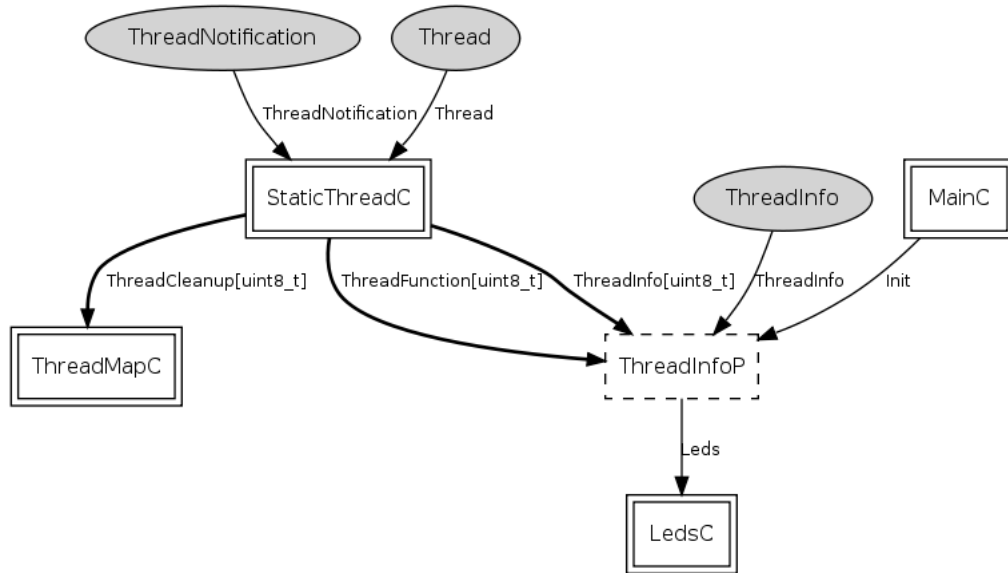 ThreadNotification
Thread
ThreadNotification
Thread
StaticThreadC
ThreadInfo
MainC
ThreadCleanup[uint8_t]
ThreadFunction[uint8_t]
ThreadInfo[uint8_t]
ThreadInfo
Init
ThreadMapC
ThreadInfoP
Leds
LedsC